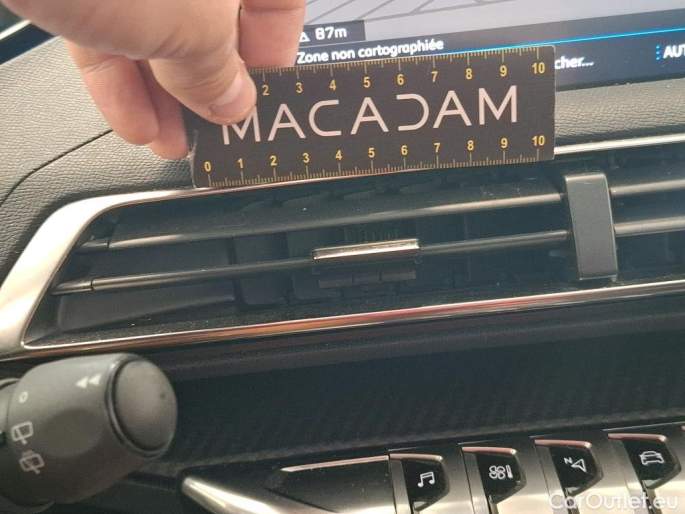 87m
Zone non cartographiée
cher...
AUT
2 3 4 5 6 7 8 9 10
MACADAM
0 1 2 3 4 5 6 7 8 9 10
CarOutlet.eu